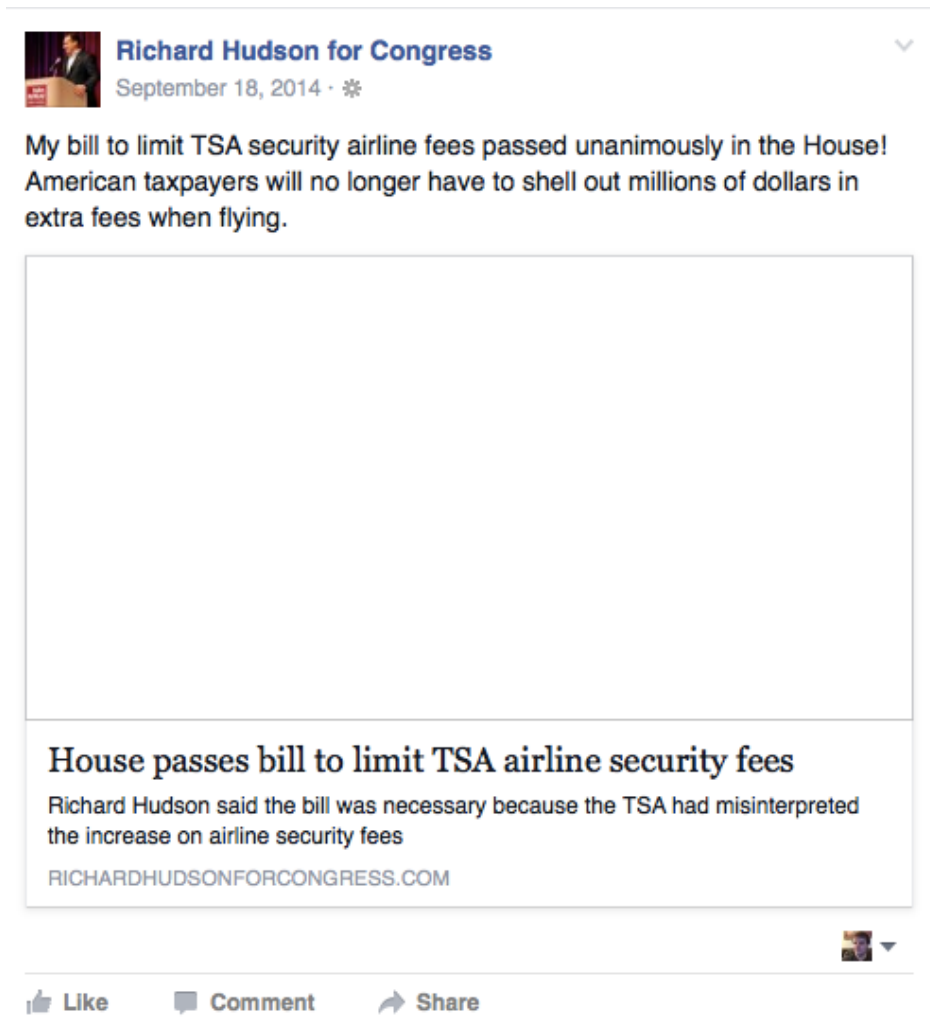 Richard Hudson for Congress
September 18, 2014 ·
My bill to limit TSA security airline fees passed unanimously in the House!
American taxpayers will no longer have to shell out millions of dollars in
extra fees when flying.
House passes bill to limit TSA airline security fees
Richard Hudson said the bill was necessary because the TSA had misinterpreted
the increase on airline security fees
RICHARDHUDSONFORCONGRESS.COM
Like Comment Share